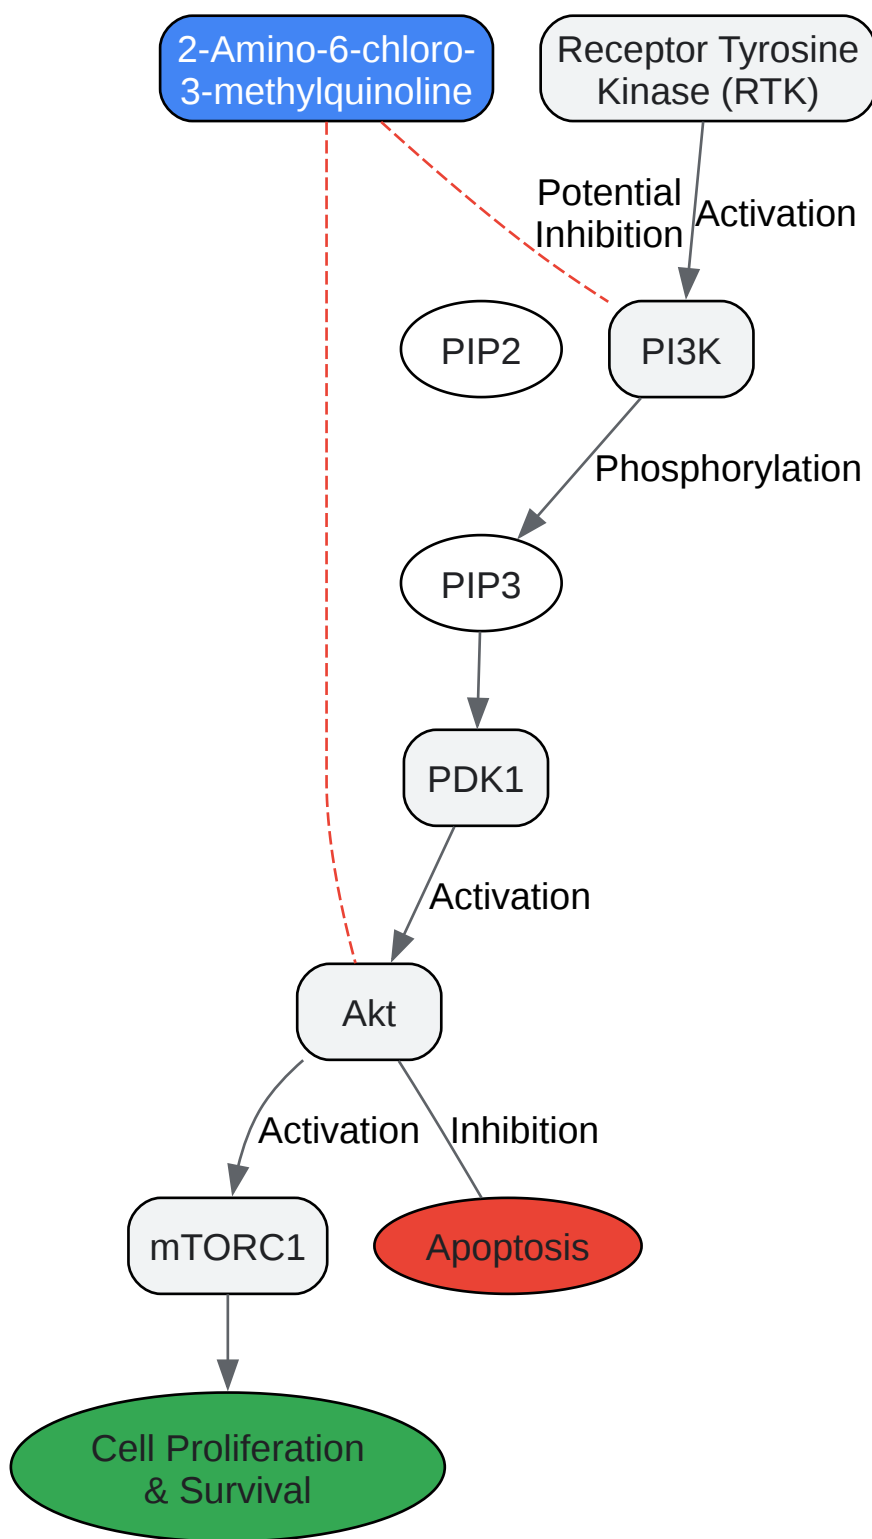 2-Amino-6-chloro-
3-methylquinoline
Receptor Tyrosine
Kinase (RTK)
Potential
Inhibition
Activation
PIP2
PI3K
Phosphorylation
PIP3
PDK1
Activation
Akt
Activation
Inhibition
mTORC1
Apoptosis
Cell Proliferation
& Survival